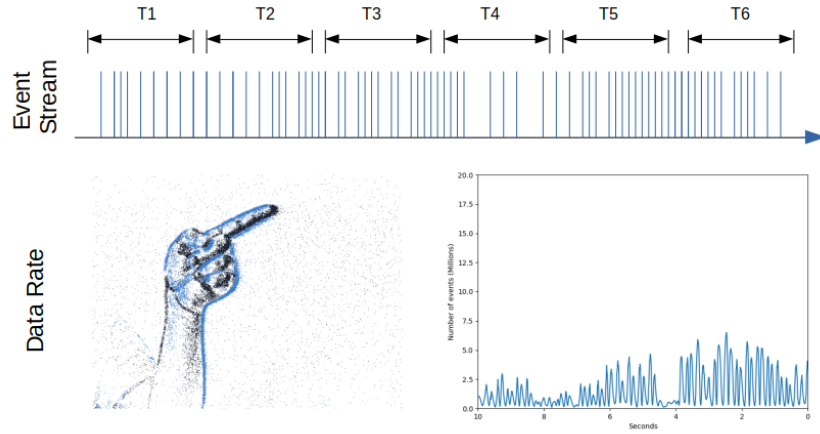 T1 T2 T3 T4 T5 T6
Event
Stream
Data Rate
20.0
17.5
15.0
12.5
10.0
7.5
5.0
2.5
0.0
Number of events (Millions)
10 8 6 4 2 0
Seconds